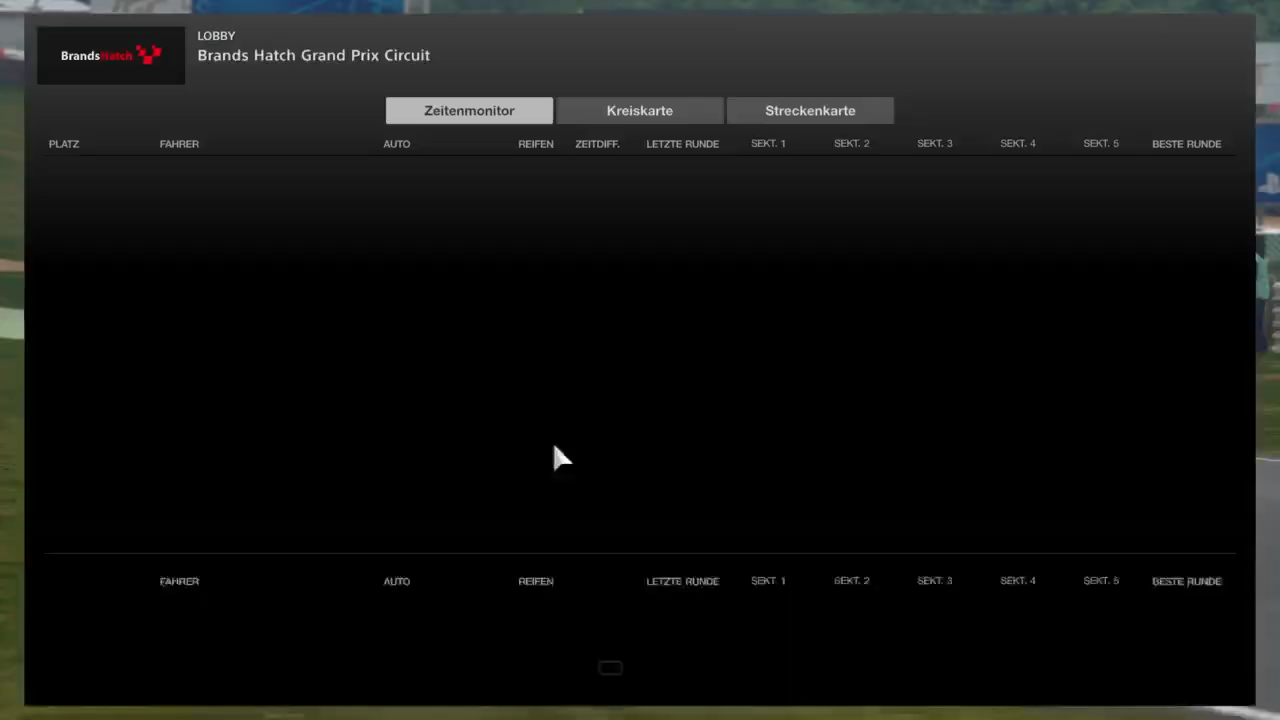 BrandsHatch
LOBBY
Brands Hatch Grand Prix Circuit
Zeitenmonitor Kreiskarte Streckenkarte
PLATZ FAHRER AUTO REIFEN ZEITDIFF. LETZTE RUNDE SEKT. 1 SEKT. 2 SEKT. 3 SEKT. 4 SEKT. 5 BESTE RUNDE
FAHRER AUTO REIFEN LETZTE RUNDE SEKT. 1 SEKT. 2 SEKT. 3 SEKT. 4 SEKT. 5 BESTE RUNDE